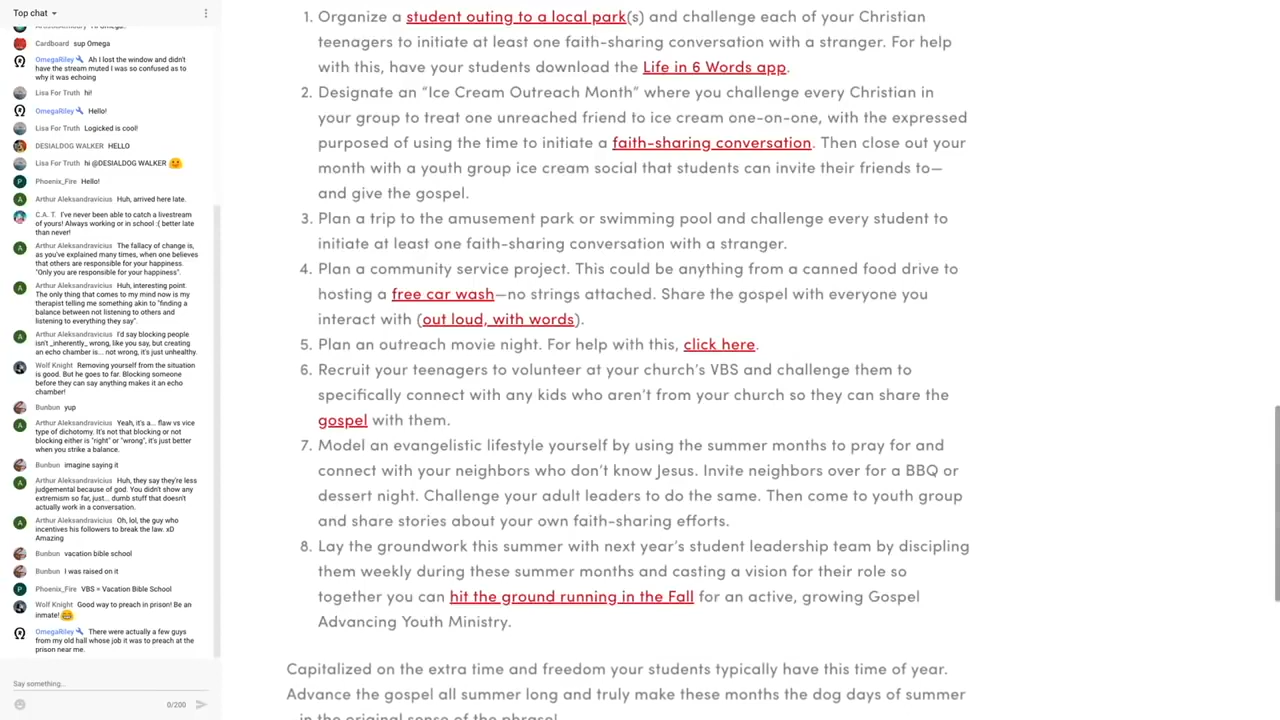 Top chat
Cardboard sup Omega
OmegaRiley Ah I lost the window and didn't
have the stream muted I was so confused as to
why it was echoing
Lisa For Truth hi!
OmegaRiley Hello!
Lisa For Truth Logicked is cool!
DESIALDOG WALKER HELLO
Lisa For Truth hi @DESIALDOG WALKER
Phoenix_Fire Hello!
Arthur Aleksandravicius Huh, arrived here late.
C.A. T. I've never been able to catch a livestream
of yours! Always working or in school :( better late
than never!
Arthur Aleksandravicius The fallacy of change is,
as you've explained many times, when one believes
that others are responsible for your happiness.
"Only you are responsible for your happiness".
Arthur Aleksandravicius Huh, interesting point.
The only thing that comes to my mind now is my
therapist telling me something akin to "finding a
balance between not listening to others and
listening to everything they say".
Arthur Aleksandravicius I'd say blocking people
isn't _inherently_ wrong, like you say, but creating
an echo chamber is... not wrong, it's just unhealthy.
Wolf Knight Removing yourself from the situation
is good. But he goes to far. Blocking someone
before they can say anything makes it an echo
chamber!
Bunbun yup
Arthur Aleksandravicius Yeah, it's a... flaw vs vice
type of dichotomy. It's not that blocking or not
blocking either is "right" or "wrong", it's just better
when you strike a balance.
Bunbun imagine saying it
Arthur Aleksandravicius Huh, they say they're less
judgemental because of god. You didn't show any
extremism so far, just... dumb stuff that doesn't
actually work in a conversation.
Arthur Aleksandravicius Oh, lol, the guy who
incentives his followers to break the law. xD
Amazing
Bunbun vacation bible school
Bunbun I was raised on it
Phoenix_Fire VBS = Vacation Bible School
Wolf Knight Good way to preach in prison! Be an
inmate!
OmegaRiley There were actually a few guys
from my old hall whose job it was to preach at the
prison near me.
Say something...
0/200
1. Organize a student outing to a local park(s) and challenge each of your Christian
teenagers to initiate at least one faith-sharing conversation with a stranger. For help
with this, have your students download the Life in 6 Words app.
2. Designate an “Ice Cream Outreach Month” where you challenge every Christian in
your group to treat one unreached friend to ice cream one-on-one, with the expressed
purposed of using the time to initiate a faith-sharing conversation. Then close out your
month with a youth group ice cream social that students can invite their friends to—
and give the gospel.
3. Plan a trip to the amusement park or swimming pool and challenge every student to
initiate at least one faith-sharing conversation with a stranger.
4. Plan a community service project. This could be anything from a canned food drive to
hosting a free car wash—no strings attached. Share the gospel with everyone you
interact with (out loud, with words).
5. Plan an outreach movie night. For help with this, click here.
6. Recruit your teenagers to volunteer at your church’s VBS and challenge them to
specifically connect with any kids who aren’t from your church so they can share the
gospel with them.
7. Model an evangelistic lifestyle yourself by using the summer months to pray for and
connect with your neighbors who don’t know Jesus. Invite neighbors over for a BBQ or
dessert night. Challenge your adult leaders to do the same. Then come to youth group
and share stories about your own faith-sharing efforts.
8. Lay the groundwork this summer with next year’s student leadership team by discipling
them weekly during these summer months and casting a vision for their role so
together you can hit the ground running in the Fall for an active, growing Gospel
Advancing Youth Ministry.
Capitalized on the extra time and freedom your students typically have this time of year.
Advance the gospel all summer long and truly make these months the dog days of summer
in the original sense of the phrase!